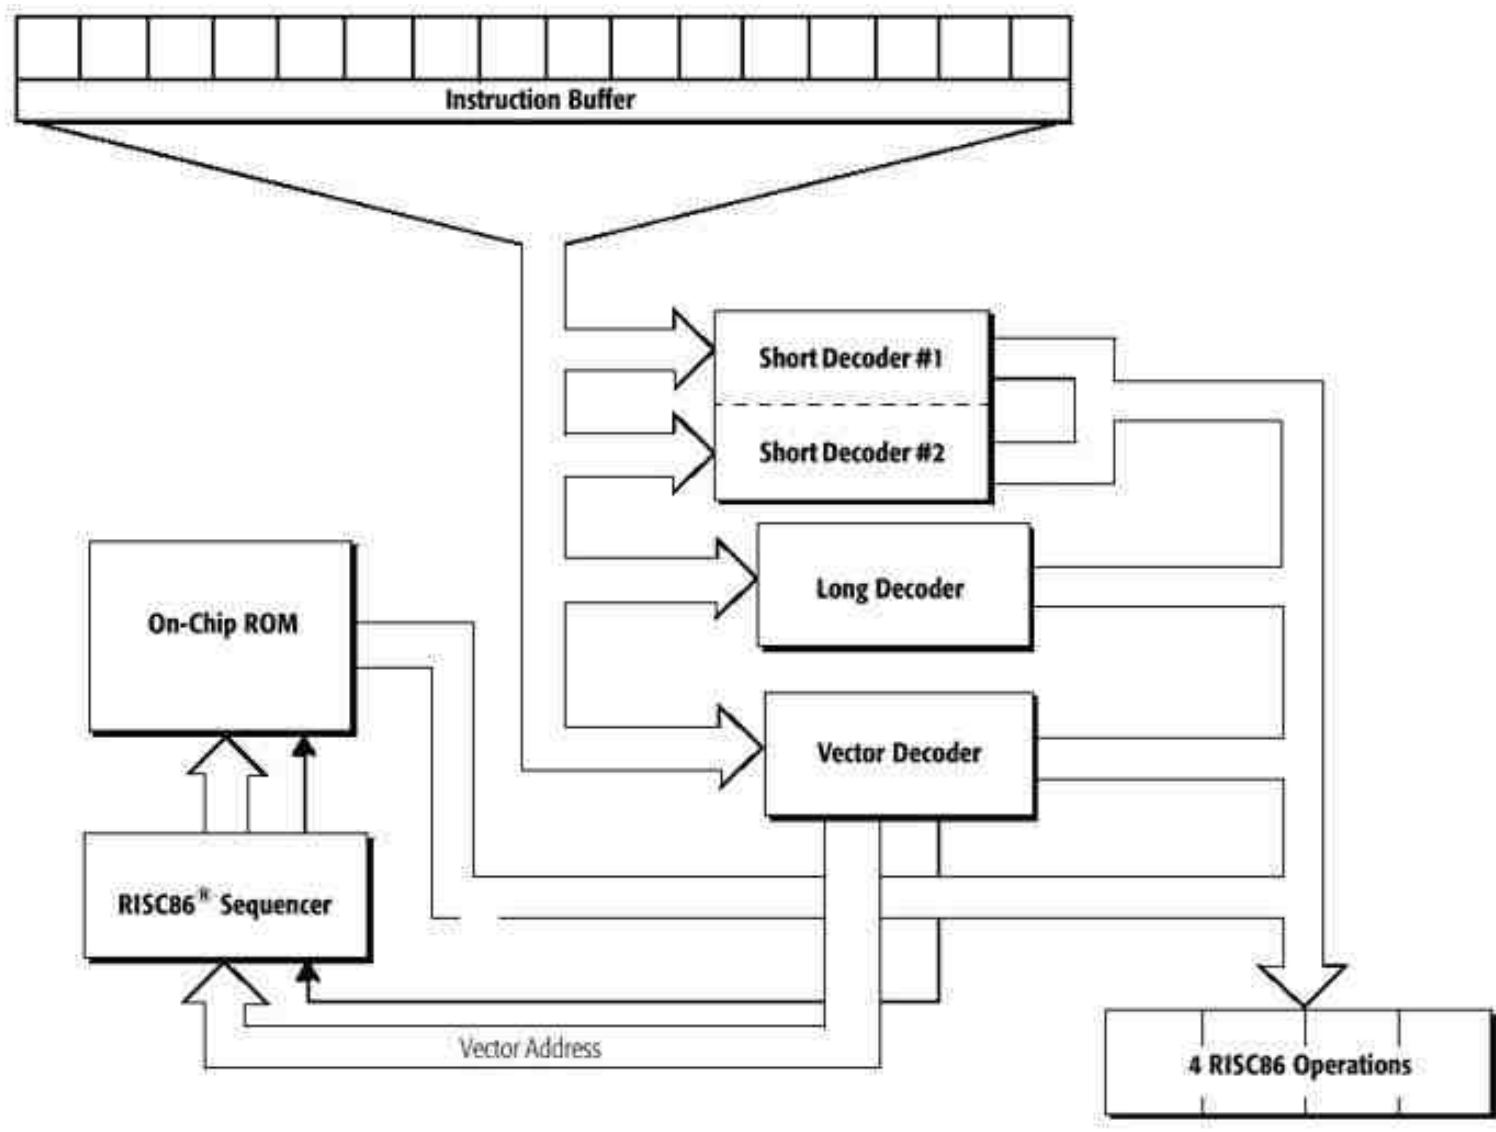 Instruction Buffer
Short Decoder #1
Short Decoder #2
Long Decoder
On-Chip ROM
Vector Decoder
RISC86® Sequencer
Vector Address
4 RISC86 Operations